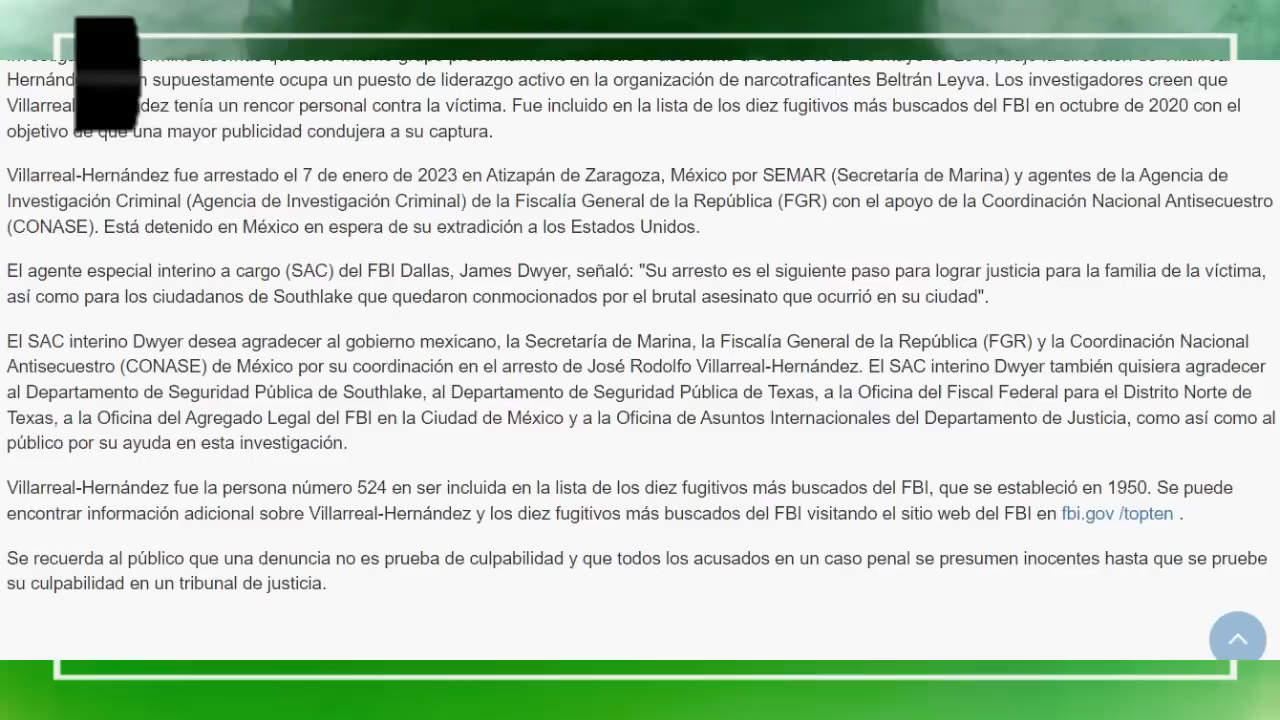 Hernánd n supuestamente ocupa un puesto de liderazgo activo en la organización de narcotraficantes Beltrán Leyva. Los investigadores creen que
Villarreal dez tenía un rencor personal contra la víctima. Fue incluido en la lista de los diez fugitivos más buscados del FBI en octubre de 2020 con el
objetivo de que una mayor publicidad condujera a su captura.
Villarreal-Hernández fue arrestado el 7 de enero de 2023 en Atizapán de Zaragoza, México por SEMAR (Secretaría de Marina) y agentes de la Agencia de
Investigación Criminal (Agencia de Investigación Criminal) de la Fiscalía General de la República (FGR) con el apoyo de la Coordinación Nacional Antisecuestro
(CONASE). Está detenido en México en espera de su extradición a los Estados Unidos.
El agente especial interino a cargo (SAC) del FBI Dallas, James Dwyer, señaló: "Su arresto es el siguiente paso para lograr justicia para la familia de la víctima,
así como para los ciudadanos de Southlake que quedaron conmocionados por el brutal asesinato que ocurrió en su ciudad".
El SAC interino Dwyer desea agradecer al gobierno mexicano, la Secretaría de Marina, la Fiscalía General de la República (FGR) y la Coordinación Nacional
Antisecuestro (CONASE) de México por su coordinación en el arresto de José Rodolfo Villarreal-Hernández. El SAC interino Dwyer también quisiera agradecer
al Departamento de Seguridad Pública de Southlake, al Departamento de Seguridad Pública de Texas, a la Oficina del Fiscal Federal para el Distrito Norte de
Texas, a la Oficina del Agregado Legal del FBI en la Ciudad de México y a la Oficina de Asuntos Internacionales del Departamento de Justicia, como así como al
público por su ayuda en esta investigación.
Villarreal-Hernández fue la persona número 524 en ser incluida en la lista de los diez fugitivos más buscados del FBI, que se estableció en 1950. Se puede
encontrar información adicional sobre Villarreal-Hernández y los diez fugitivos más buscados del FBI visitando el sitio web del FBI en fbi.gov /topten .
Se recuerda al público que una denuncia no es prueba de culpabilidad y que todos los acusados en un caso penal se presumen inocentes hasta que se pruebe
su culpabilidad en un tribunal de justicia.